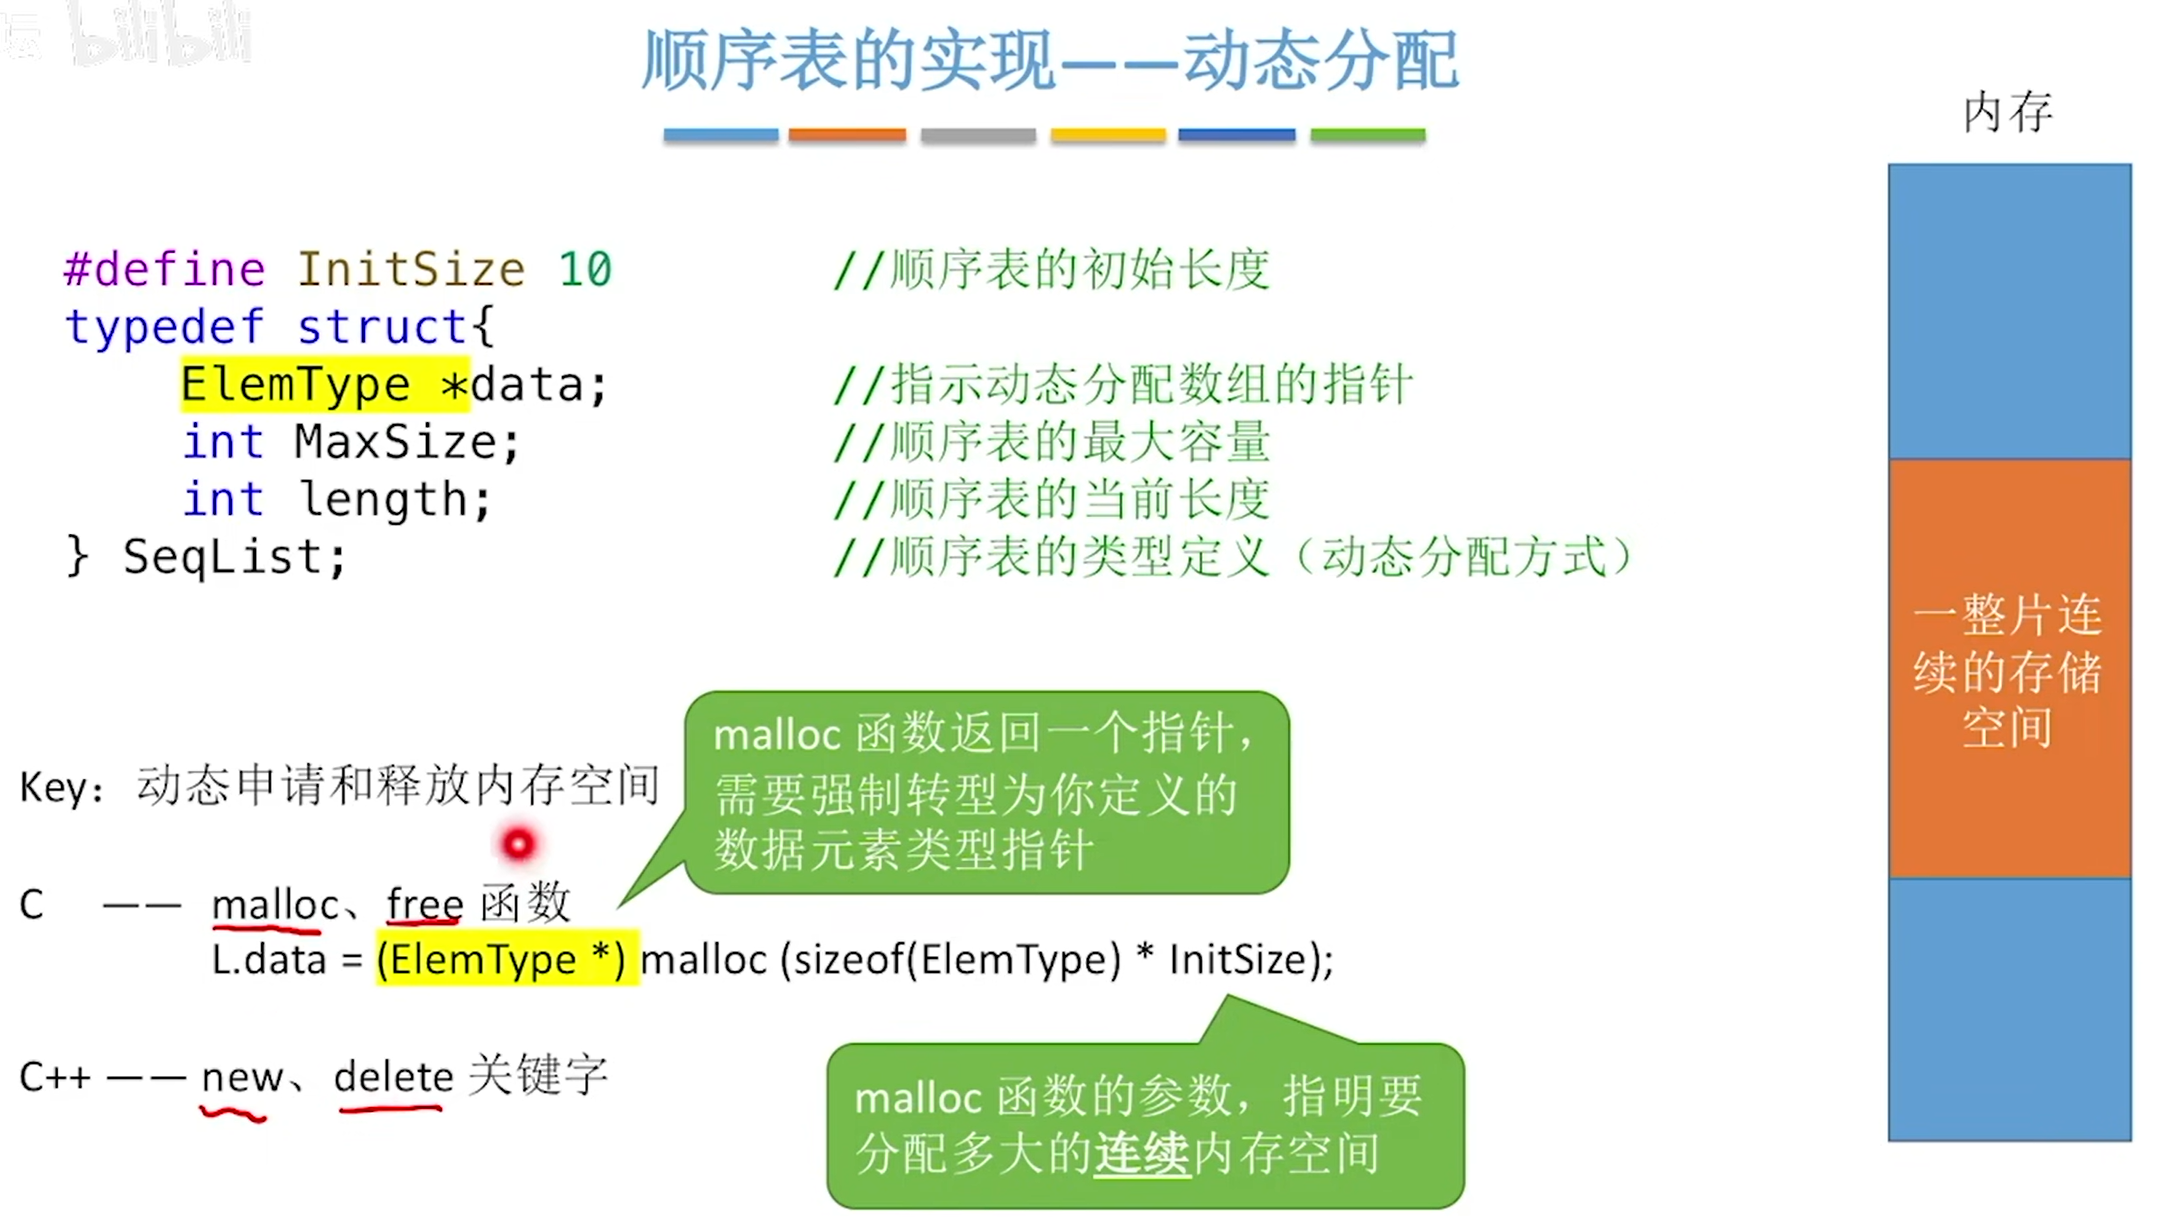 坛 bilibili
顺序表的实现——动态分配
内存
#define InitSize 10 //顺序表的初始长度
typedef struct{
ElemType *data; //指示动态分配数组的指针
int MaxSize; //顺序表的最大容量
int length; //顺序表的当前长度
} SeqList; //顺序表的类型定义（动态分配方式）
一整片连
续的存储
空间
malloc 函数返回一个指针，
需要强制转型为你定义的
数据元素类型指针
Key：动态申请和释放内存空间
C —— malloc、free 函数
L.data = (ElemType *) malloc (sizeof(ElemType) * InitSize);
C++ —— new、delete 关键字
malloc 函数的参数，指明要
分配多大的连续内存空间